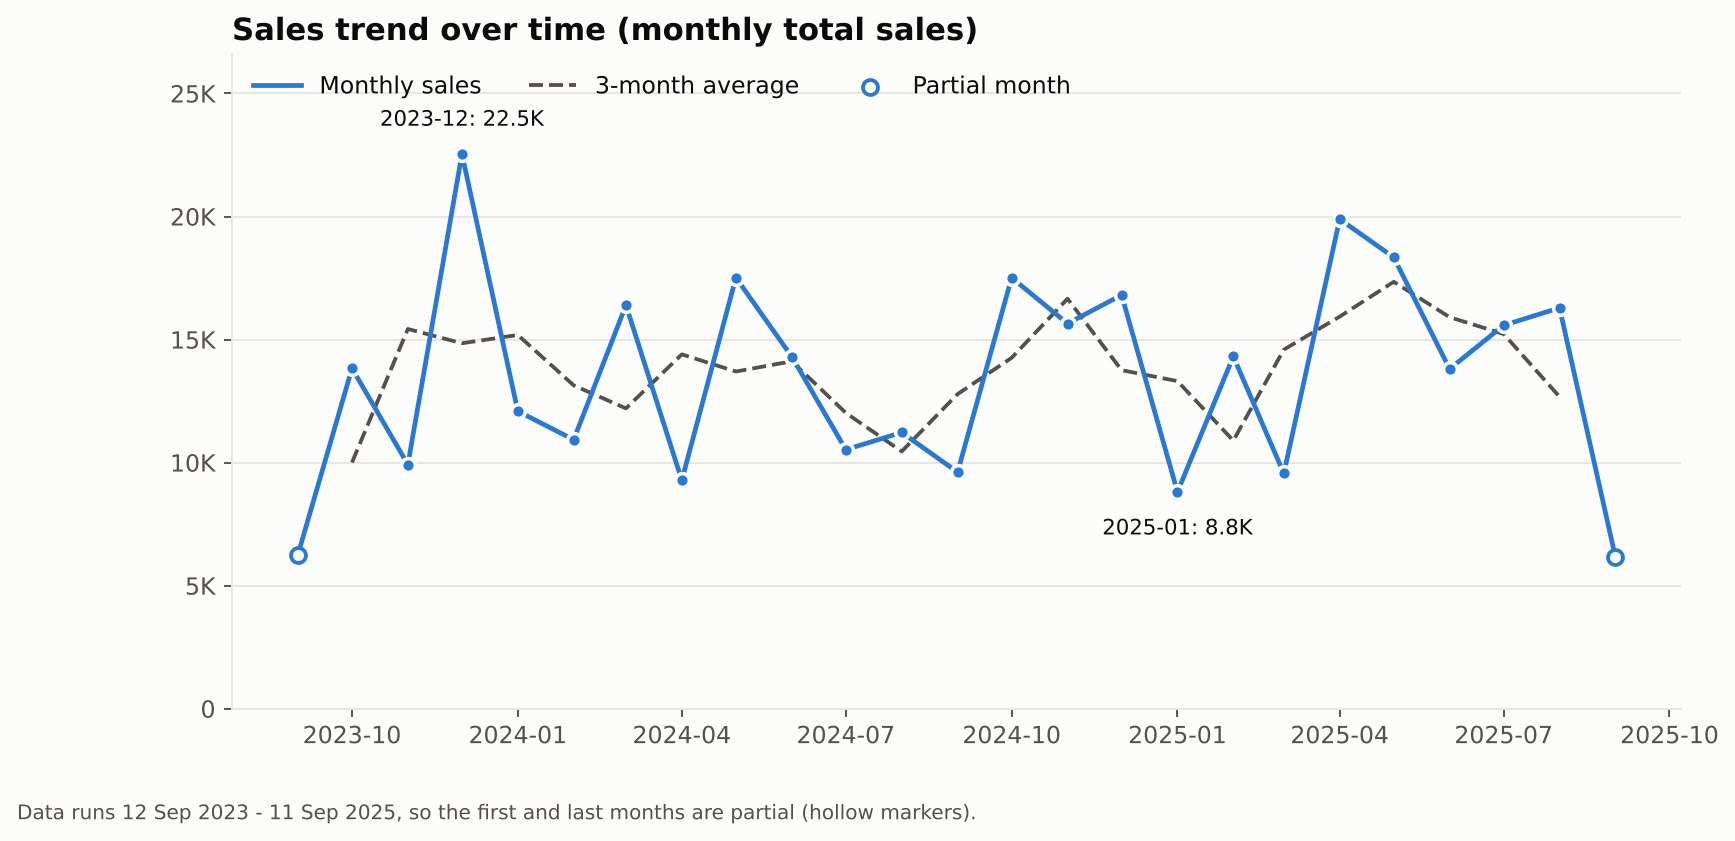 Sales trend over time (monthly total sales)
Monthly sales 3-month average Partial month
25K
2023-12: 22.5K
20K
15K
10K
2025-01: 8.8K
5K
0
2023-10 2024-01 2024-04 2024-07 2024-10 2025-01 2025-04 2025-07 2025-10
Data runs 12 Sep 2023 - 11 Sep 2025, so the first and last months are partial (hollow markers).